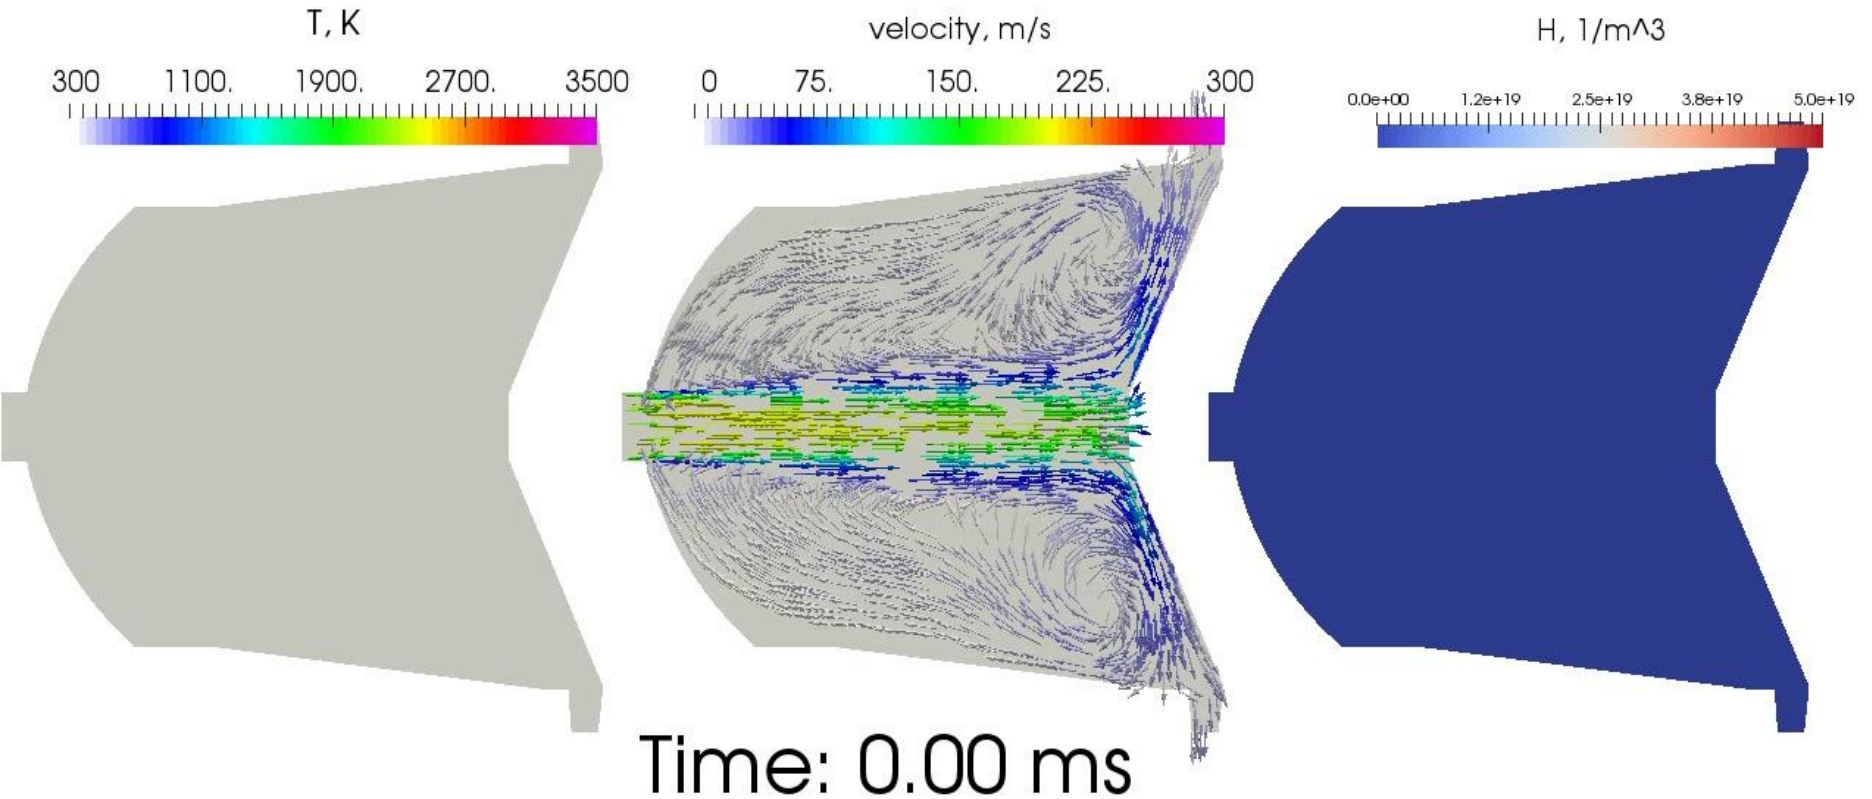 T, K
300 1100. 1900. 2700. 3500
velocity, m/s
0 75. 150. 225. 300
H, 1/m^3
0.0e+00 1.2e+19 2.5e+19 3.8e+19 5.0e+19
Time: 0.00 ms